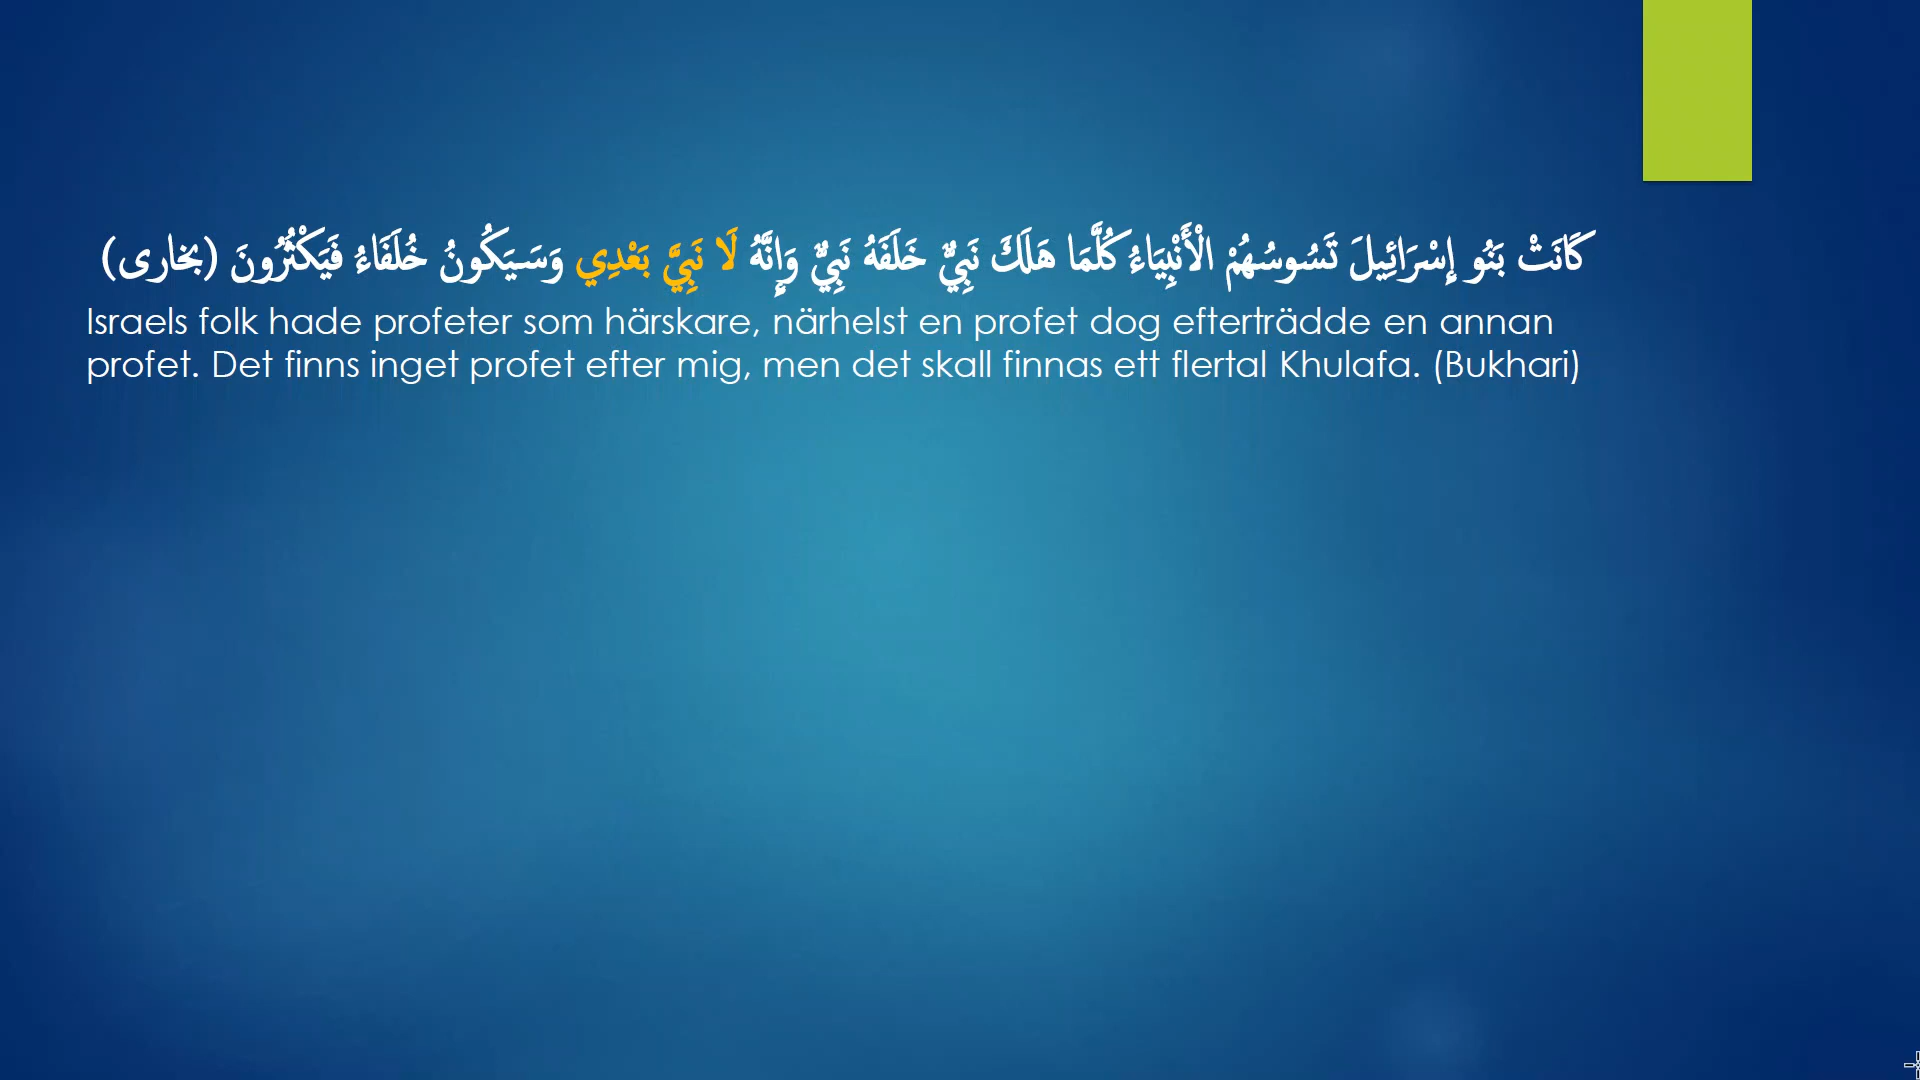 كَانَتْ بَنُو إِسْرَائِيلَ تَسُوسُهُمْ الْأَنْبِيَاءُ كُلَّمَا هَلَكَ نَبِيٌّ خَلَفَهُ نَبِيٌّ وَإِنَّهُ لَا نَبِيَّ بَعْدِي وَسَيَكُونُ خُلَفَاءُ فَيَكْثُرُونَ (بخاری)
Israels folk hade profeter som härskare, närhelst en profet dog efterträdde en annan
profet. Det finns inget profet efter mig, men det skall finnas ett flertal Khulafa. (Bukhari)